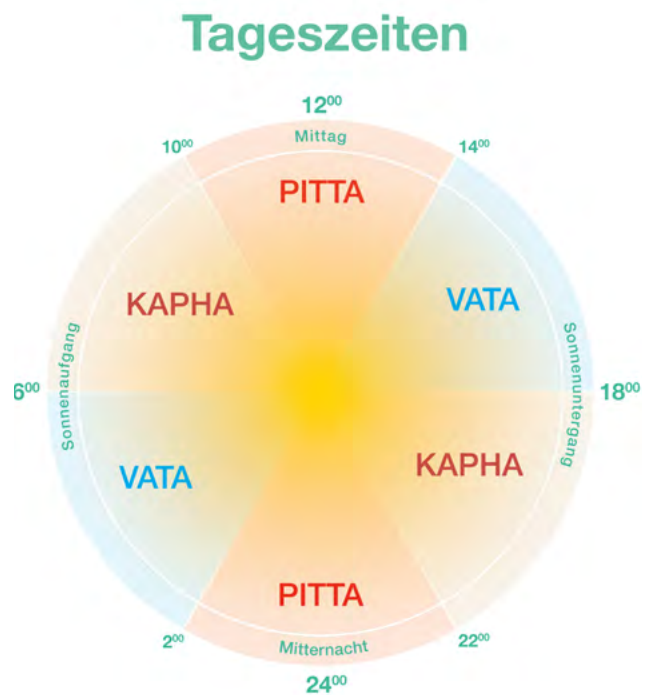 Tageszeiten
12⁰⁰
Mittag
10⁰⁰
14⁰⁰
PITTA
KAPHA
VATA
Sonnenaufgang
Sonnenuntergang
6⁰⁰
18⁰⁰
VATA
KAPHA
PITTA
2⁰⁰
22⁰⁰
Mitternacht
24⁰⁰